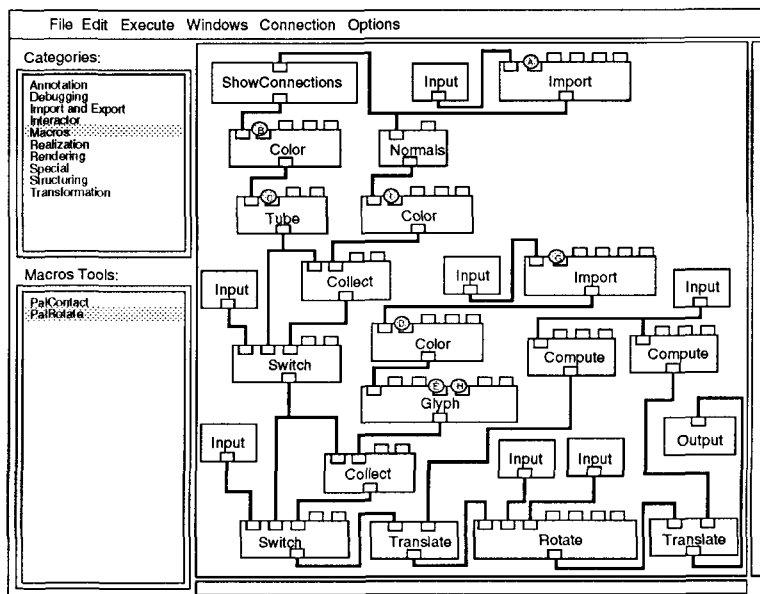 File Edit Execute Windows Connection Options
Categories:
Annotation
Debugging
Import and Export
Interactor
Macros
Realization
Rendering
Special
Structuring
Transformation
Macros Tools:
PalContact
PalRotate
ShowConnections
Input
A
Import
B
Color
Normals
Tube
Color
Input
Collect
Input
G
Import
Input
Switch
D
Color
Compute
Compute
E
H
Glyph
Input
Collect
Input
Input
Output
Switch
Translate
Rotate
Translate